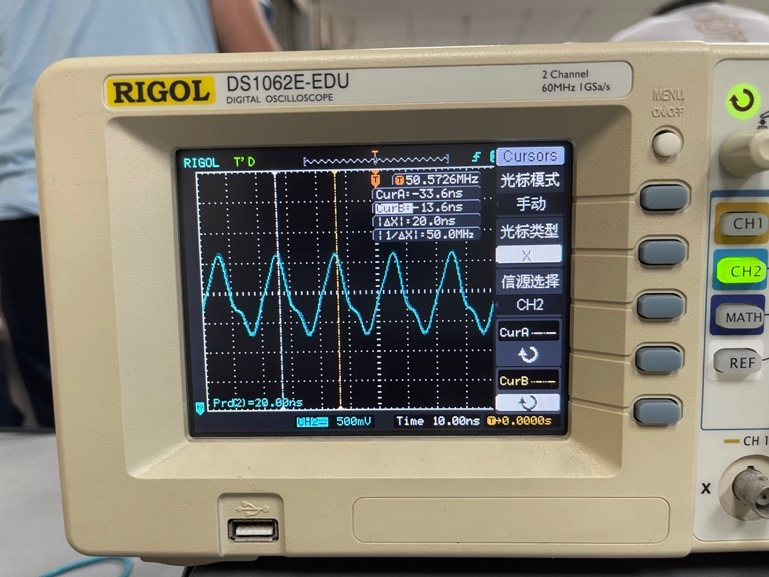 RIGOL DS1062E-EDU
DIGITAL OSCILLOSCOPE
2 Channel
60MHz 1GSa/s
MENU
ON/OFF
RIGOL T'D
Cursors
T 50.5726MHz
CurA:-33.6ns
CurB:-13.6ns
|ΔX|:20.0ns
|1/ΔX|:50.0MHz
光标模式
手动
光标类型
X
信源选择
CH2
CurA
CurB
Prd(2)=20.00ns
CH2 500mV Time 10.00ns T→0.0000s
CH1
CH2
MATH
REF
CH 1
X